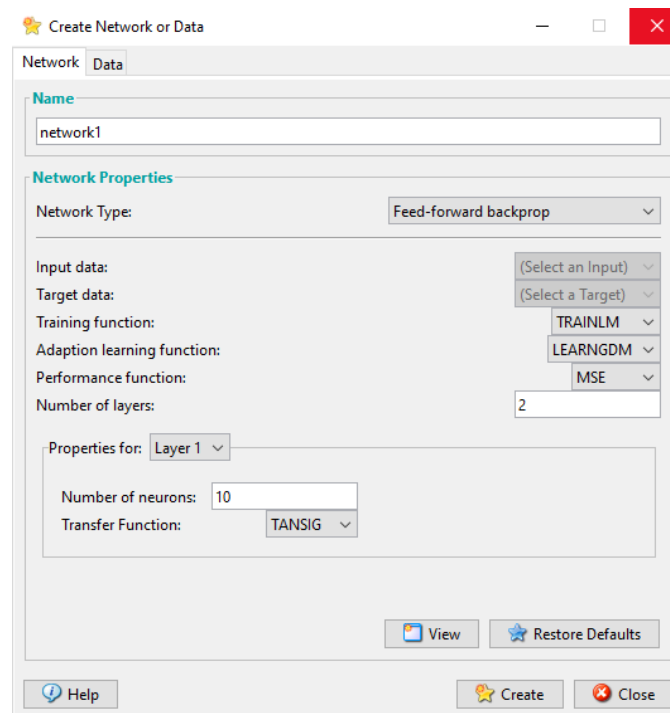 Create Network or Data
Network Data
Name
network1
Network Properties
Network Type: Feed-forward backprop
Input data: (Select an Input)
Target data: (Select a Target)
Training function: TRAINLM
Adaption learning function: LEARNGDM
Performance function: MSE
Number of layers: 2
Properties for: Layer 1
Number of neurons: 10
Transfer Function: TANSIG
View Restore Defaults
Help Create Close